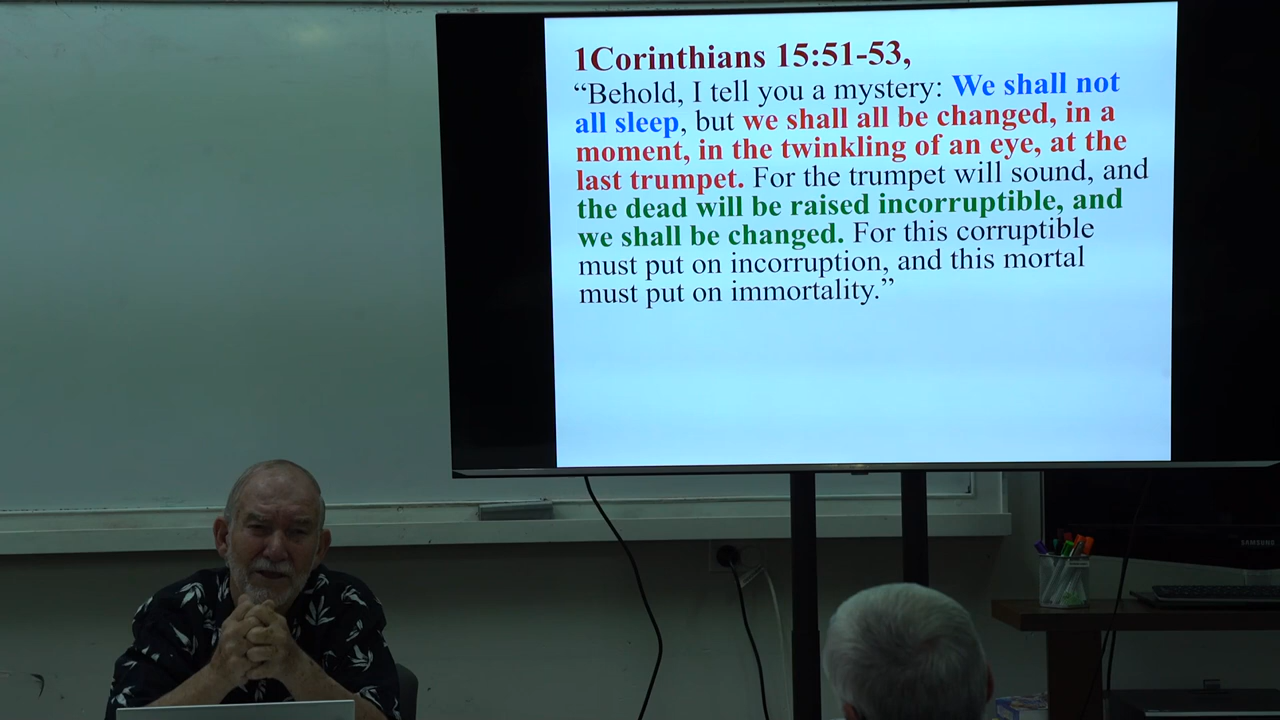 1Corinthians 15:51-53,
“Behold, I tell you a mystery: We shall not
all sleep, but we shall all be changed, in a
moment, in the twinkling of an eye, at the
last trumpet. For the trumpet will sound, and
the dead will be raised incorruptible, and
we shall be changed. For this corruptible
must put on incorruption, and this mortal
must put on immortality.”
SAMSUNG